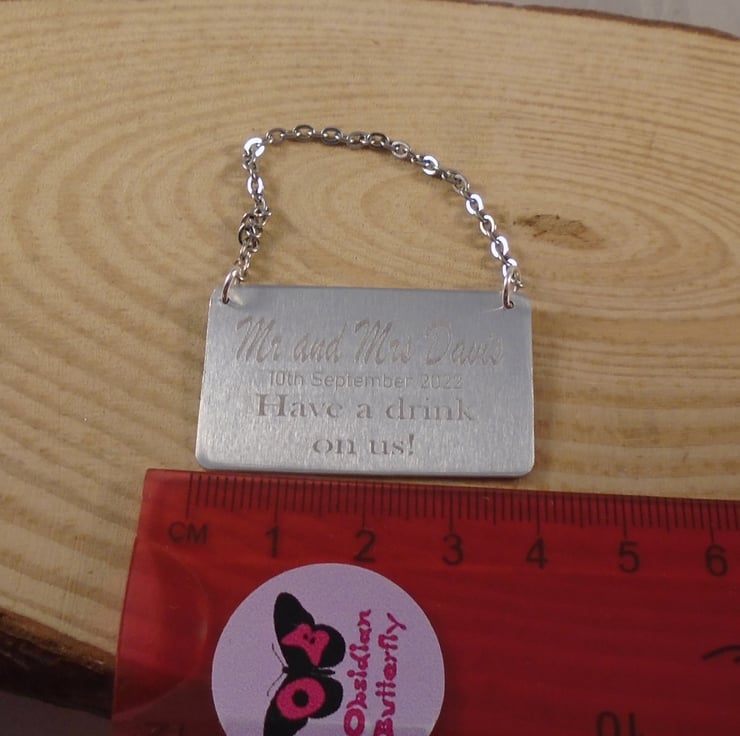 Mr and Mrs Davis
10th September 2022
Have a drink
on us!
CM 1 2 3 4 5 6
OB
Obsidian
Butterfly